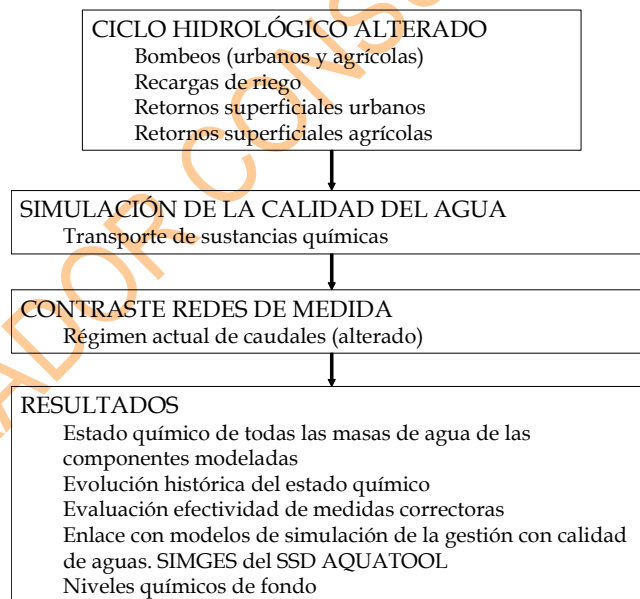 CICLO HIDROLÓGICO ALTERADO
Bombeos (urbanos y agrícolas)
Recargas de riego
Retornos superficiales urbanos
Retornos superficiales agrícolas
SIMULACIÓN DE LA CALIDAD DEL AGUA
Transporte de sustancias químicas
CONTRASTE REDES DE MEDIDA
Régimen actual de caudales (alterado)
RESULTADOS
Estado químico de todas las masas de agua de las
componentes modeladas
Evolución histórica del estado químico
Evaluación efectividad de medidas correctoras
Enlace con modelos de simulación de la gestión con calidad
de aguas. SIMGES del SSD AQUATOOL
Niveles químicos de fondo